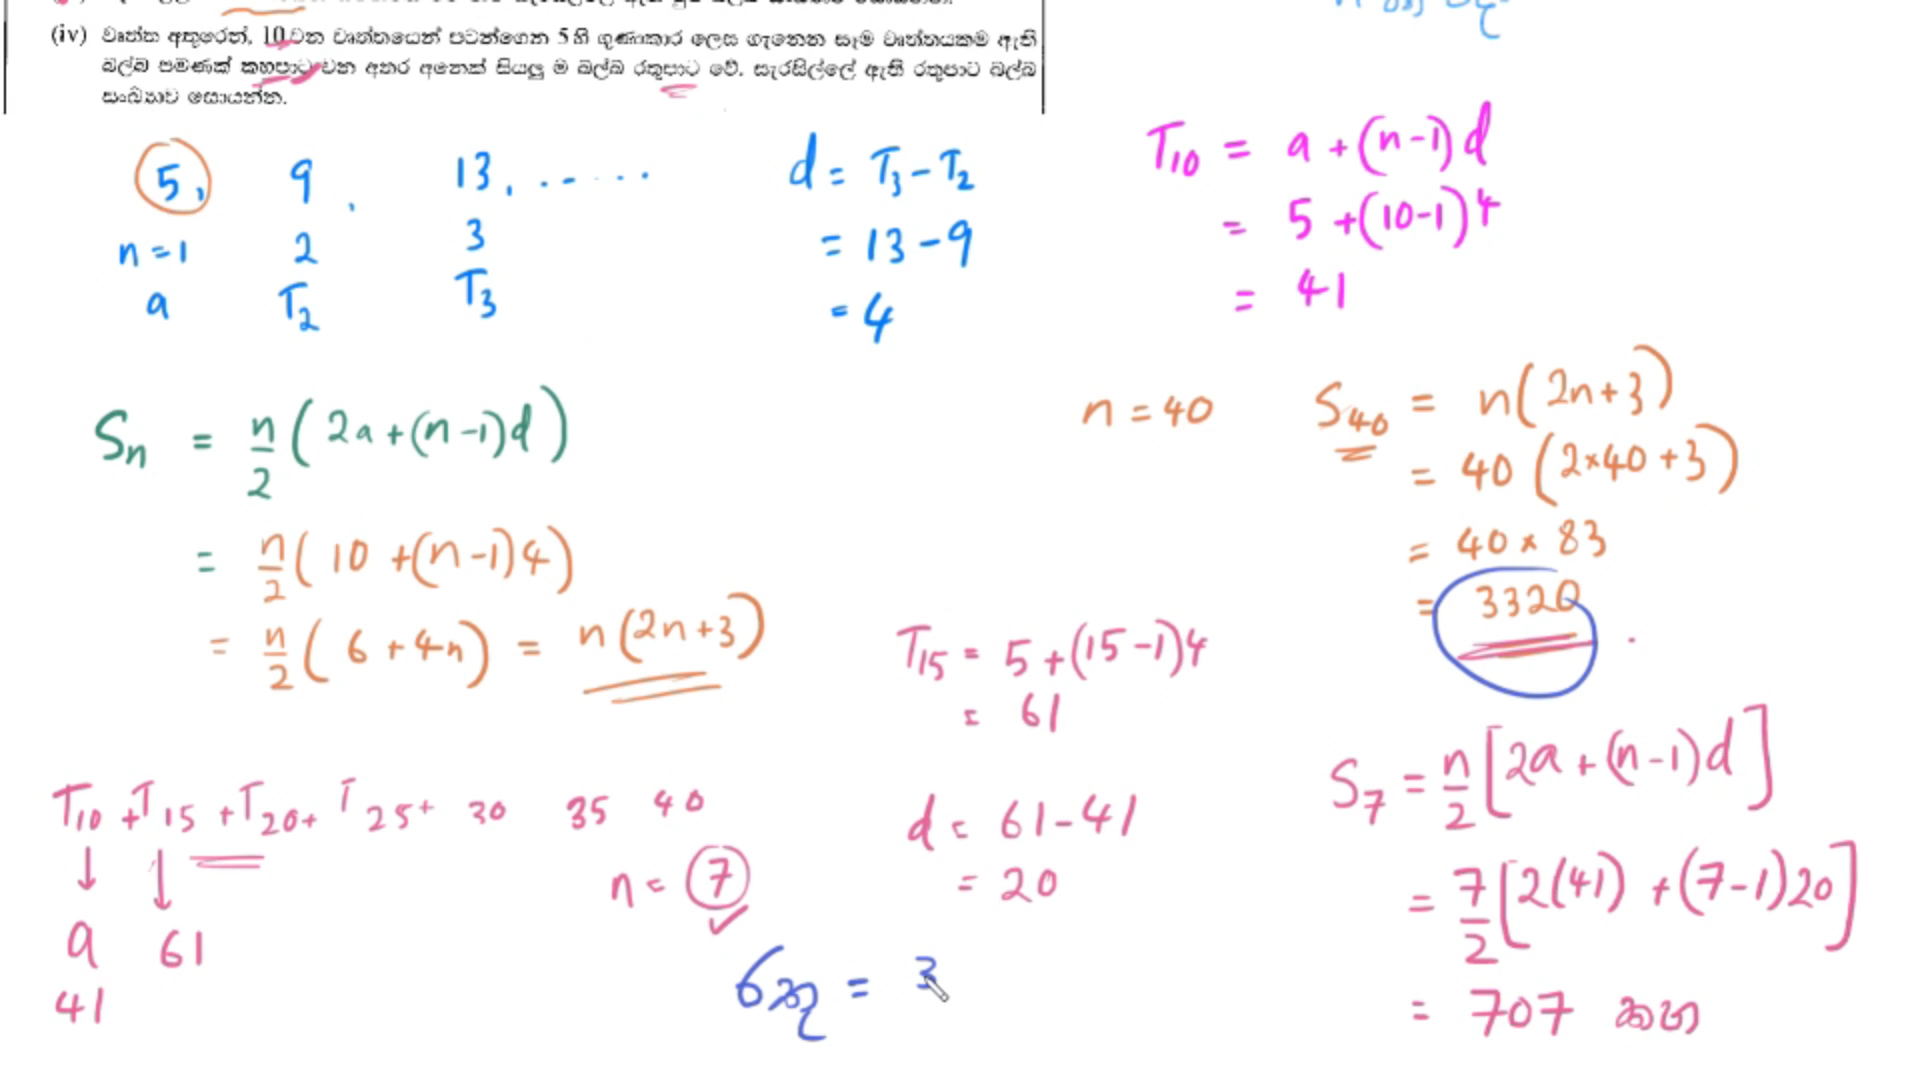 (iv) වෘත්ත අතුරෙන්, 10 වන වෘත්තයෙන් පටන්ගෙන 5 හි ගුණාකාර ලෙස ගැනෙන සෑම වෘත්තයකම ඇති
බල්බ පමණක් කහපාට වන අතර අනෙක් සියලු ම බල්බ රතුපාට වේ. සැරසිල්ලේ ඇති රතුපාට බල්බ
සංඛ්‍යාව සොයන්න.
5, 9, 13, ......
n = 1 2 3
a T₂ T₃
d = T₃ - T₂
= 13 - 9
= 4
T₁₀ = a + (n-1)d
= 5 + (10-1)4
= 41
Sₙ = n/2 (2a + (n-1)d)
= n/2 (10 + (n-1)4)
= n/2 (6 + 4n) = n(2n+3)
n = 40
S₄₀ = n(2n+3)
= 40 (2×40+3)
= 40 × 83
= 3320
T₁₅ = 5 + (15-1)4
= 61
T₁₀ + T₁₅ + T₂₀ + T₂₅ + 30 35 40
↓ ↓
a 61
41
n = 7 ✓
d = 61 - 41
= 20
S₇ = n/2 [2a + (n-1)d]
= 7/2 [2(41) + (7-1)20]
= 707 කහ
රතු = 3